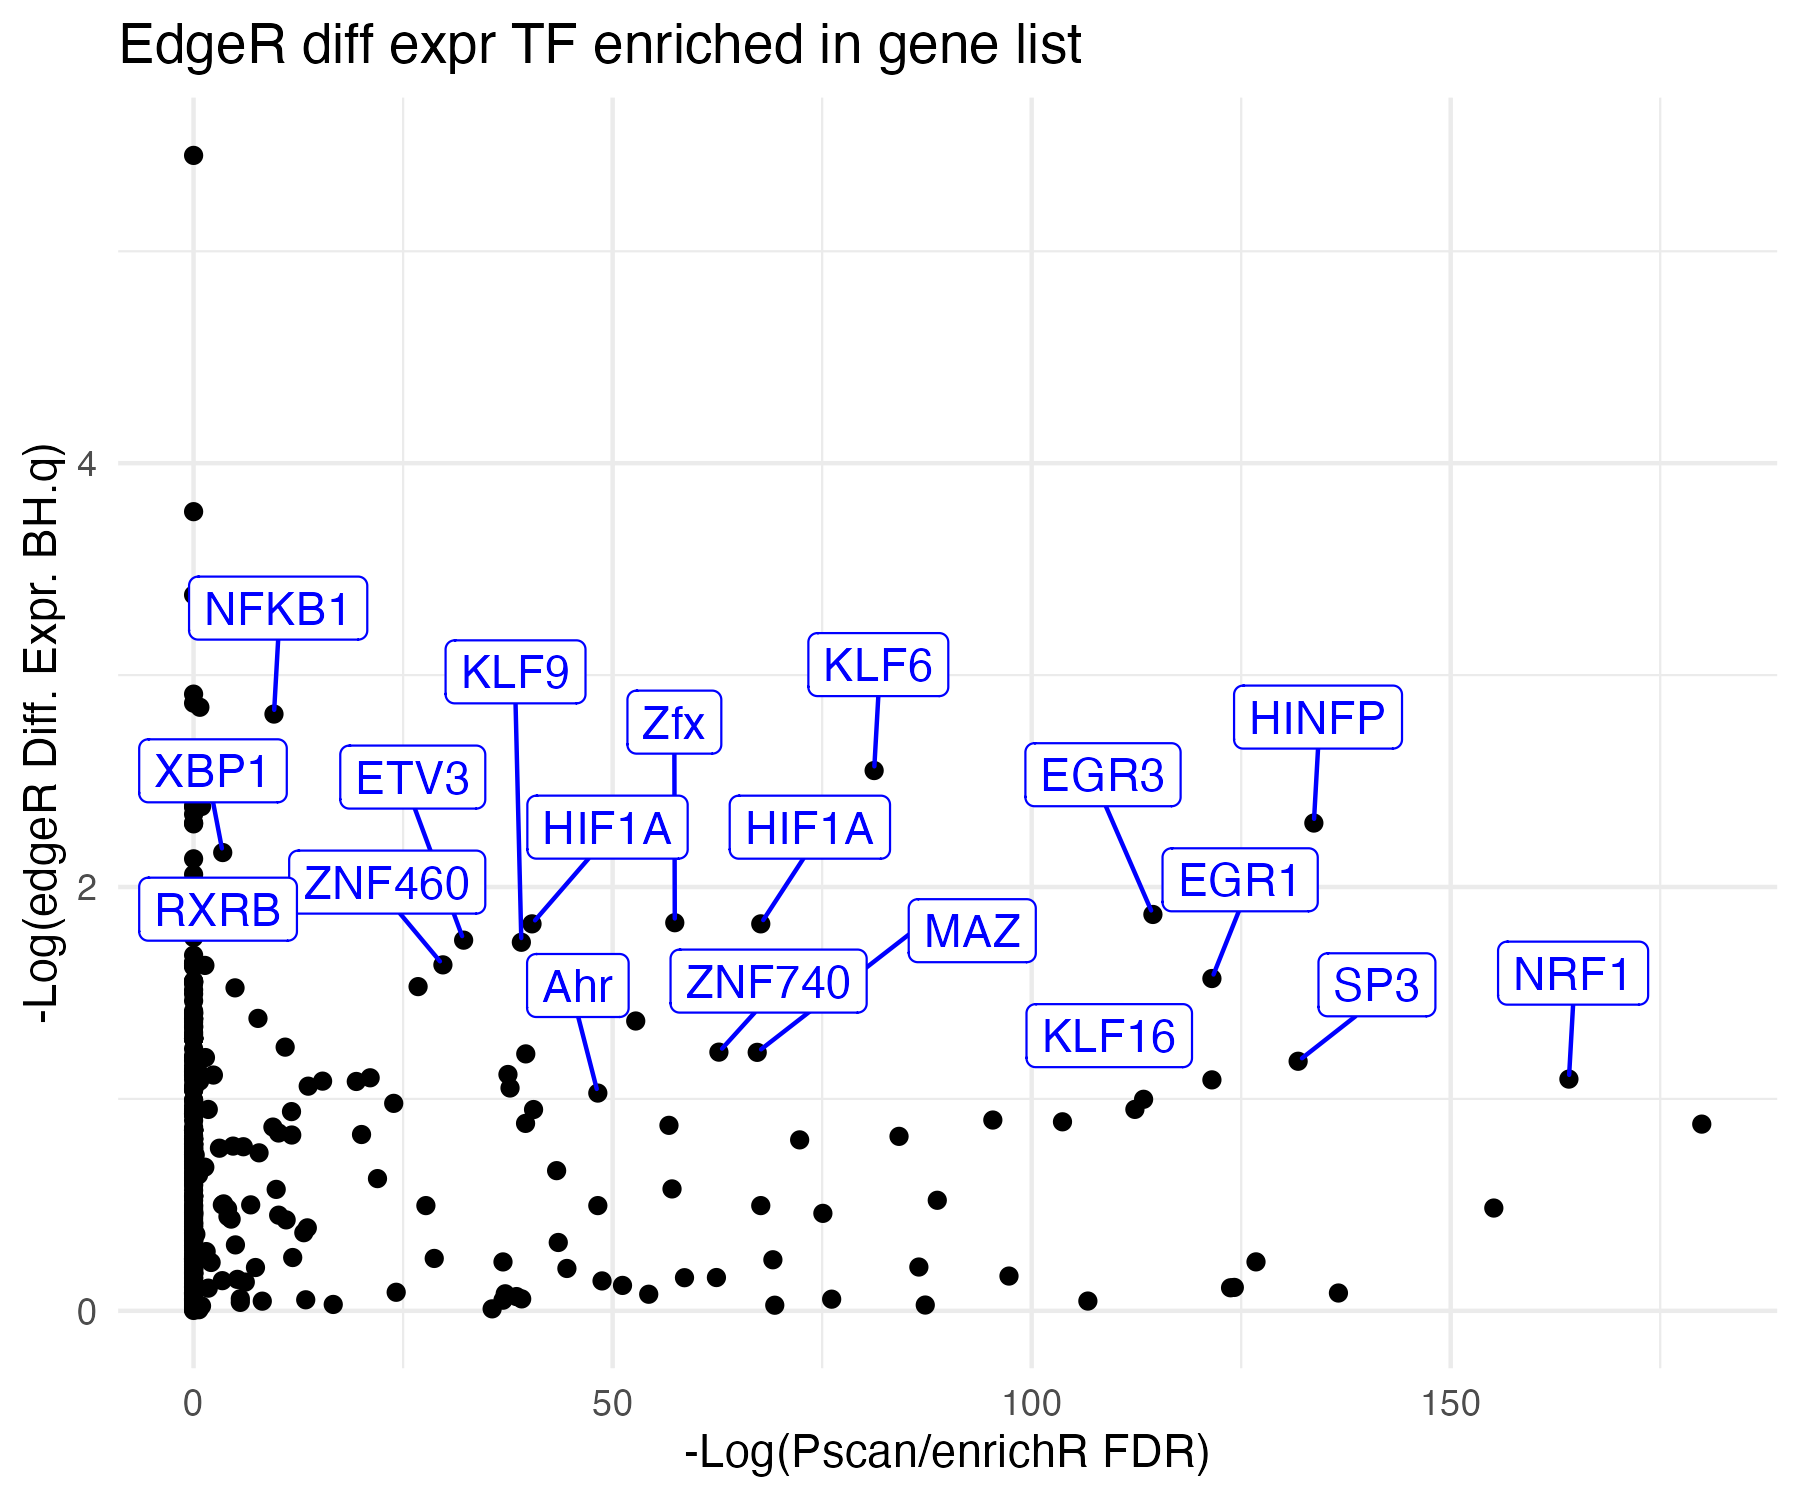 EdgeR diff expr TF enriched in gene list
-Log(edgeR Diff. Expr. BH.q)
4
2
0
NFKB1
KLF9
KLF6
Zfx
HINFP
XBP1
ETV3
EGR3
HIF1A
HIF1A
ZNF460
EGR1
RXRB
MAZ
Ahr
ZNF740
SP3
NRF1
KLF16
0
50
100
150
-Log(Pscan/enrichR FDR)